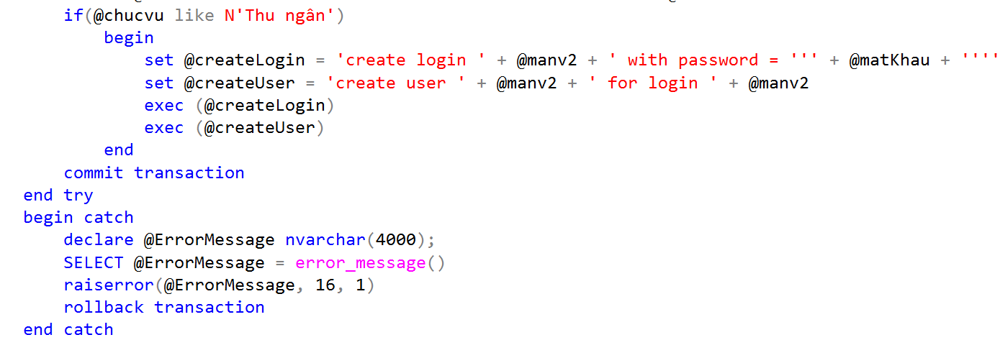 if(@chucvu like N'Thu ngân')
begin
set @createLogin = 'create login ' + @manv2 + ' with password = ''' + @matKhau + ''''
set @createUser = 'create user ' + @manv2 + ' for login ' + @manv2
exec (@createLogin)
exec (@createUser)
end
commit transaction
end try
begin catch
declare @ErrorMessage nvarchar(4000);
SELECT @ErrorMessage = error_message()
raiserror(@ErrorMessage, 16, 1)
rollback transaction
end catch